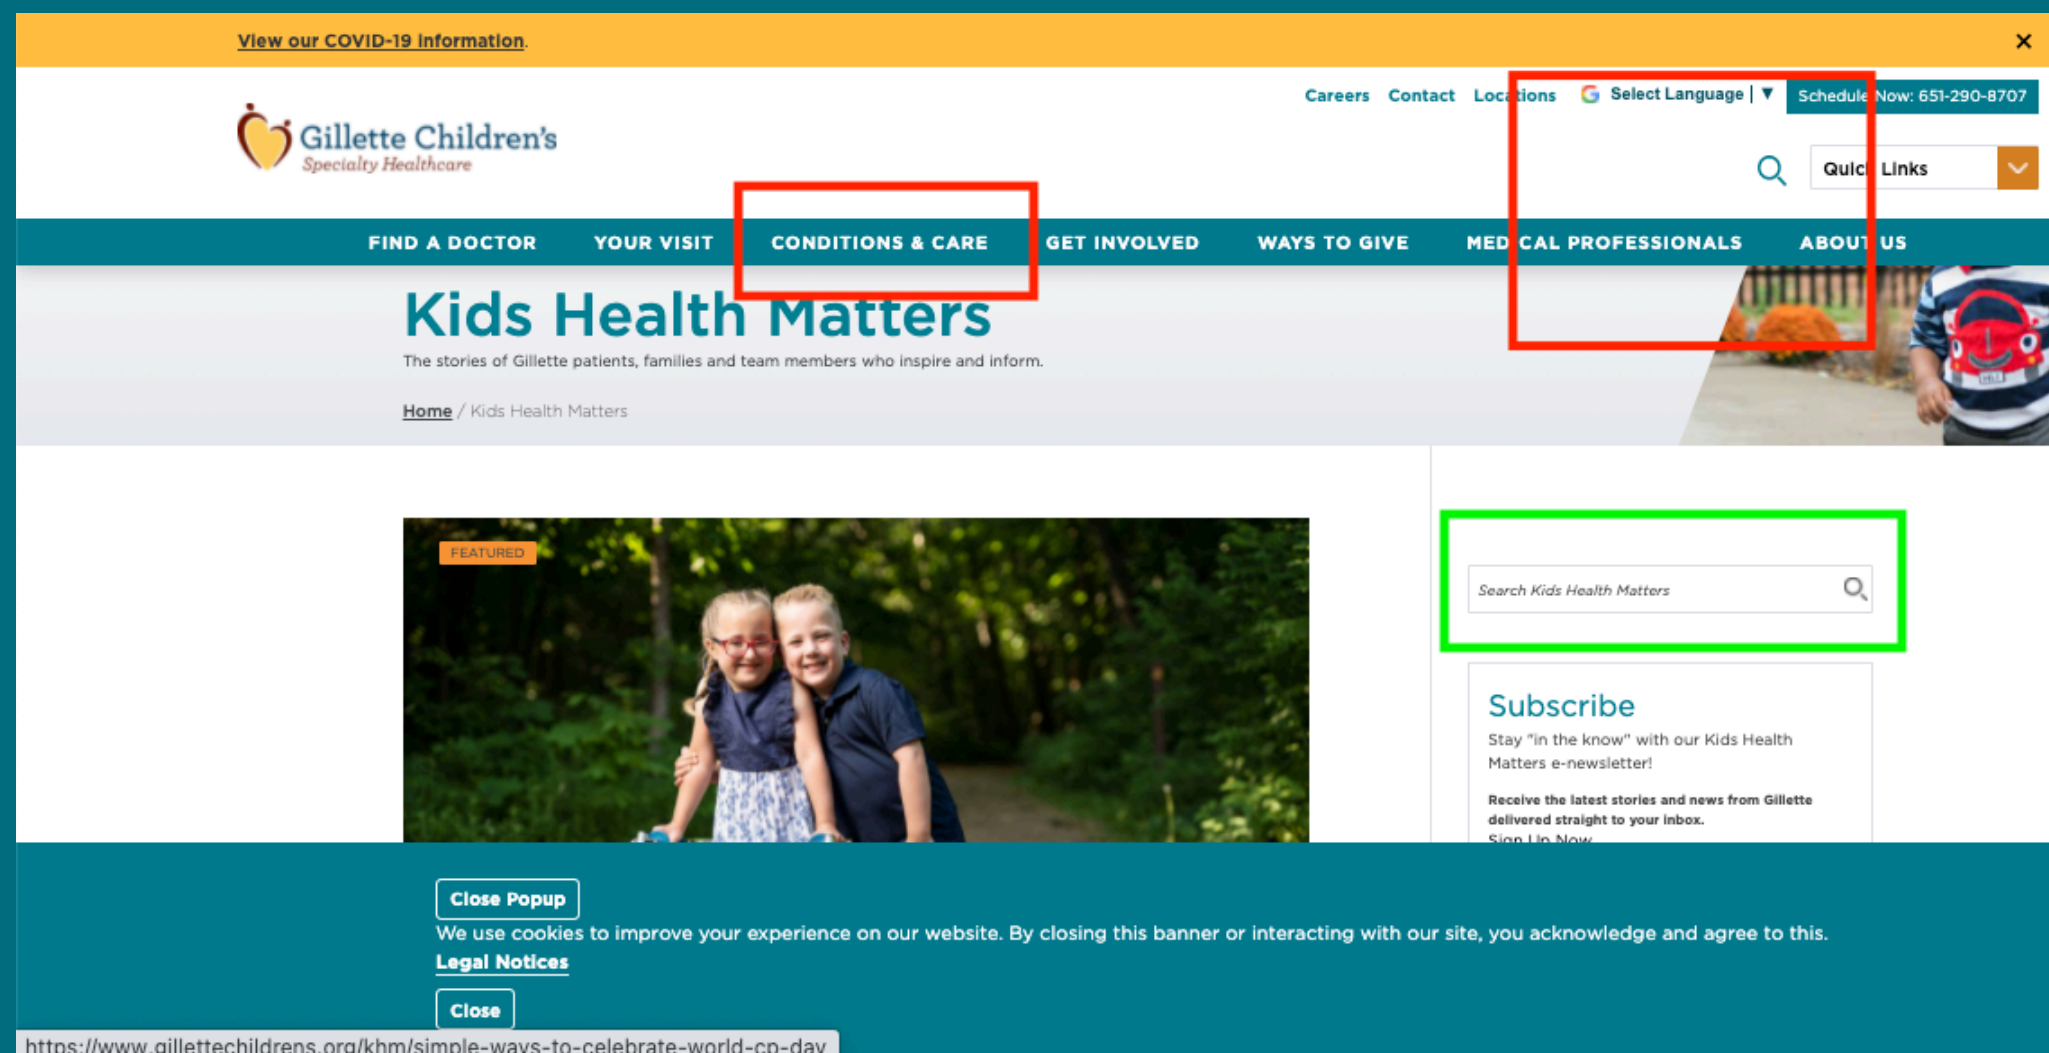 View our COVID-19 information.
×
Careers Contact Locations Select Language ▼ Schedule Now: 651-290-8707
Gillette Children's
Specialty Healthcare
Quick Links
FIND A DOCTOR YOUR VISIT CONDITIONS & CARE GET INVOLVED WAYS TO GIVE MEDICAL PROFESSIONALS ABOUT US
Kids Health Matters
The stories of Gillette patients, families and team members who inspire and inform.
Home / Kids Health Matters
FEATURED
Search Kids Health Matters
Subscribe
Stay "in the know" with our Kids Health
Matters e-newsletter!
Receive the latest stories and news from Gillette
delivered straight to your inbox.
Sign Up Now
Close Popup
We use cookies to improve your experience on our website. By closing this banner or interacting with our site, you acknowledge and agree to this.
Legal Notices
Close
https://www.gillettechildrens.org/khm/simple-ways-to-celebrate-world-cp-day